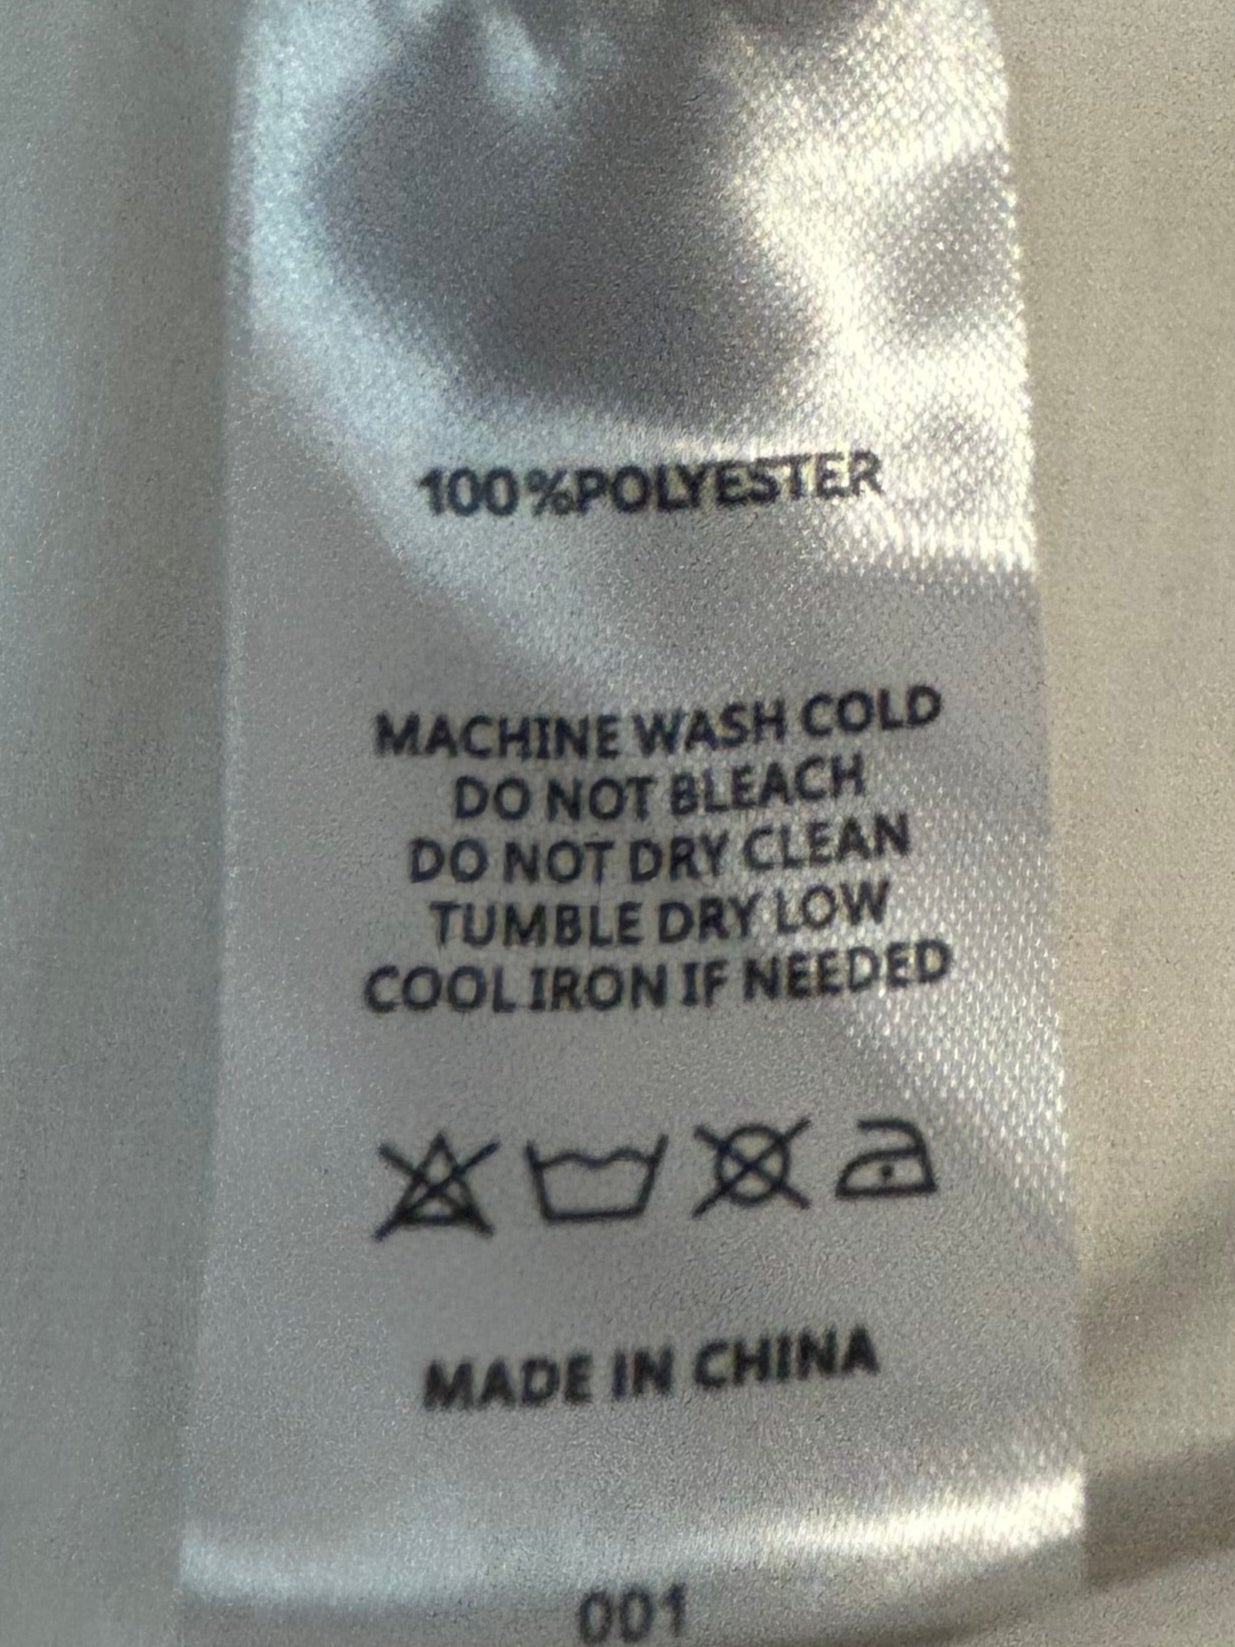 100%POLYESTER
MACHINE WASH COLD
DO NOT BLEACH
DO NOT DRY CLEAN
TUMBLE DRY LOW
COOL IRON IF NEEDED
MADE IN CHINA
001